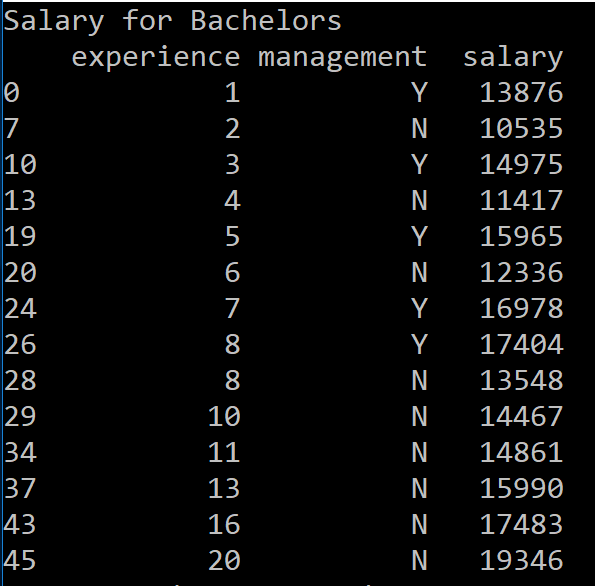 Salary for Bachelors
experience management salary
0 1 Y 13876
7 2 N 10535
10 3 Y 14975
13 4 N 11417
19 5 Y 15965
20 6 N 12336
24 7 Y 16978
26 8 Y 17404
28 8 N 13548
29 10 N 14467
34 11 N 14861
37 13 N 15990
43 16 N 17483
45 20 N 19346